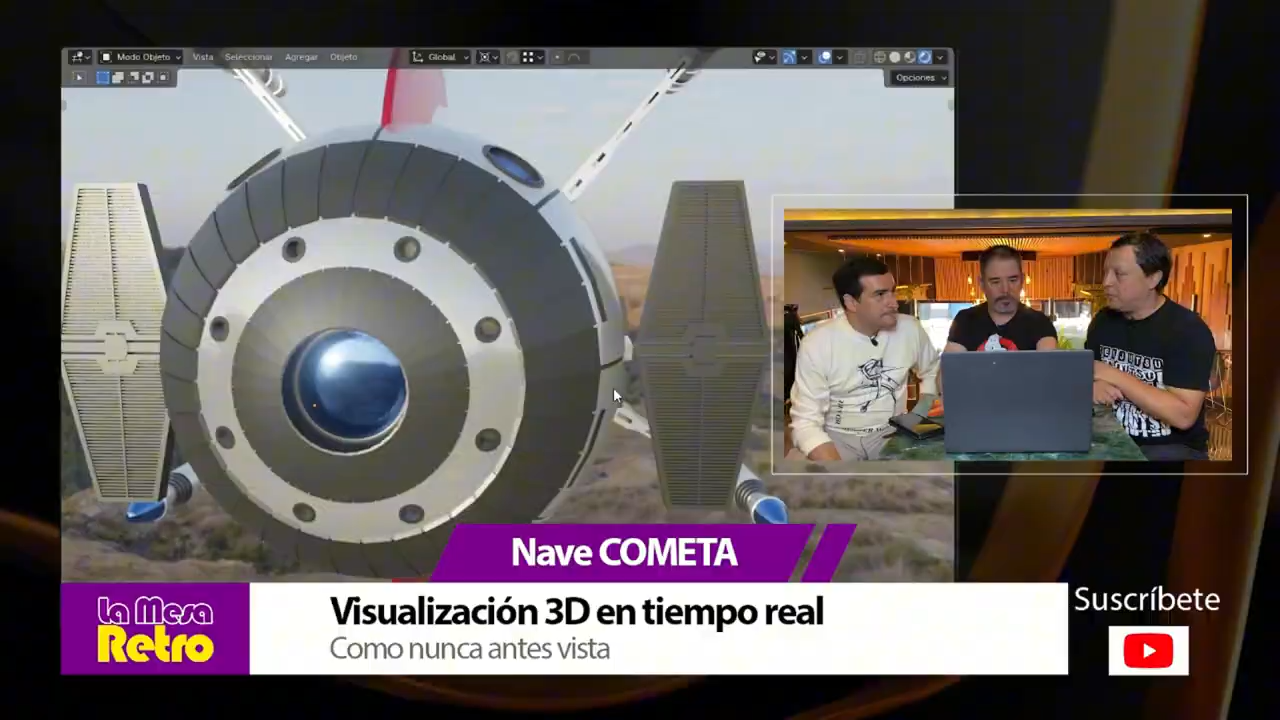 Modo Objeto
Vista
Seleccionar
Agregar
Objeto
Global
Opciones
Nave COMETA
La Mesa
Retro
Visualización 3D en tiempo real
Como nunca antes vista
Suscríbete